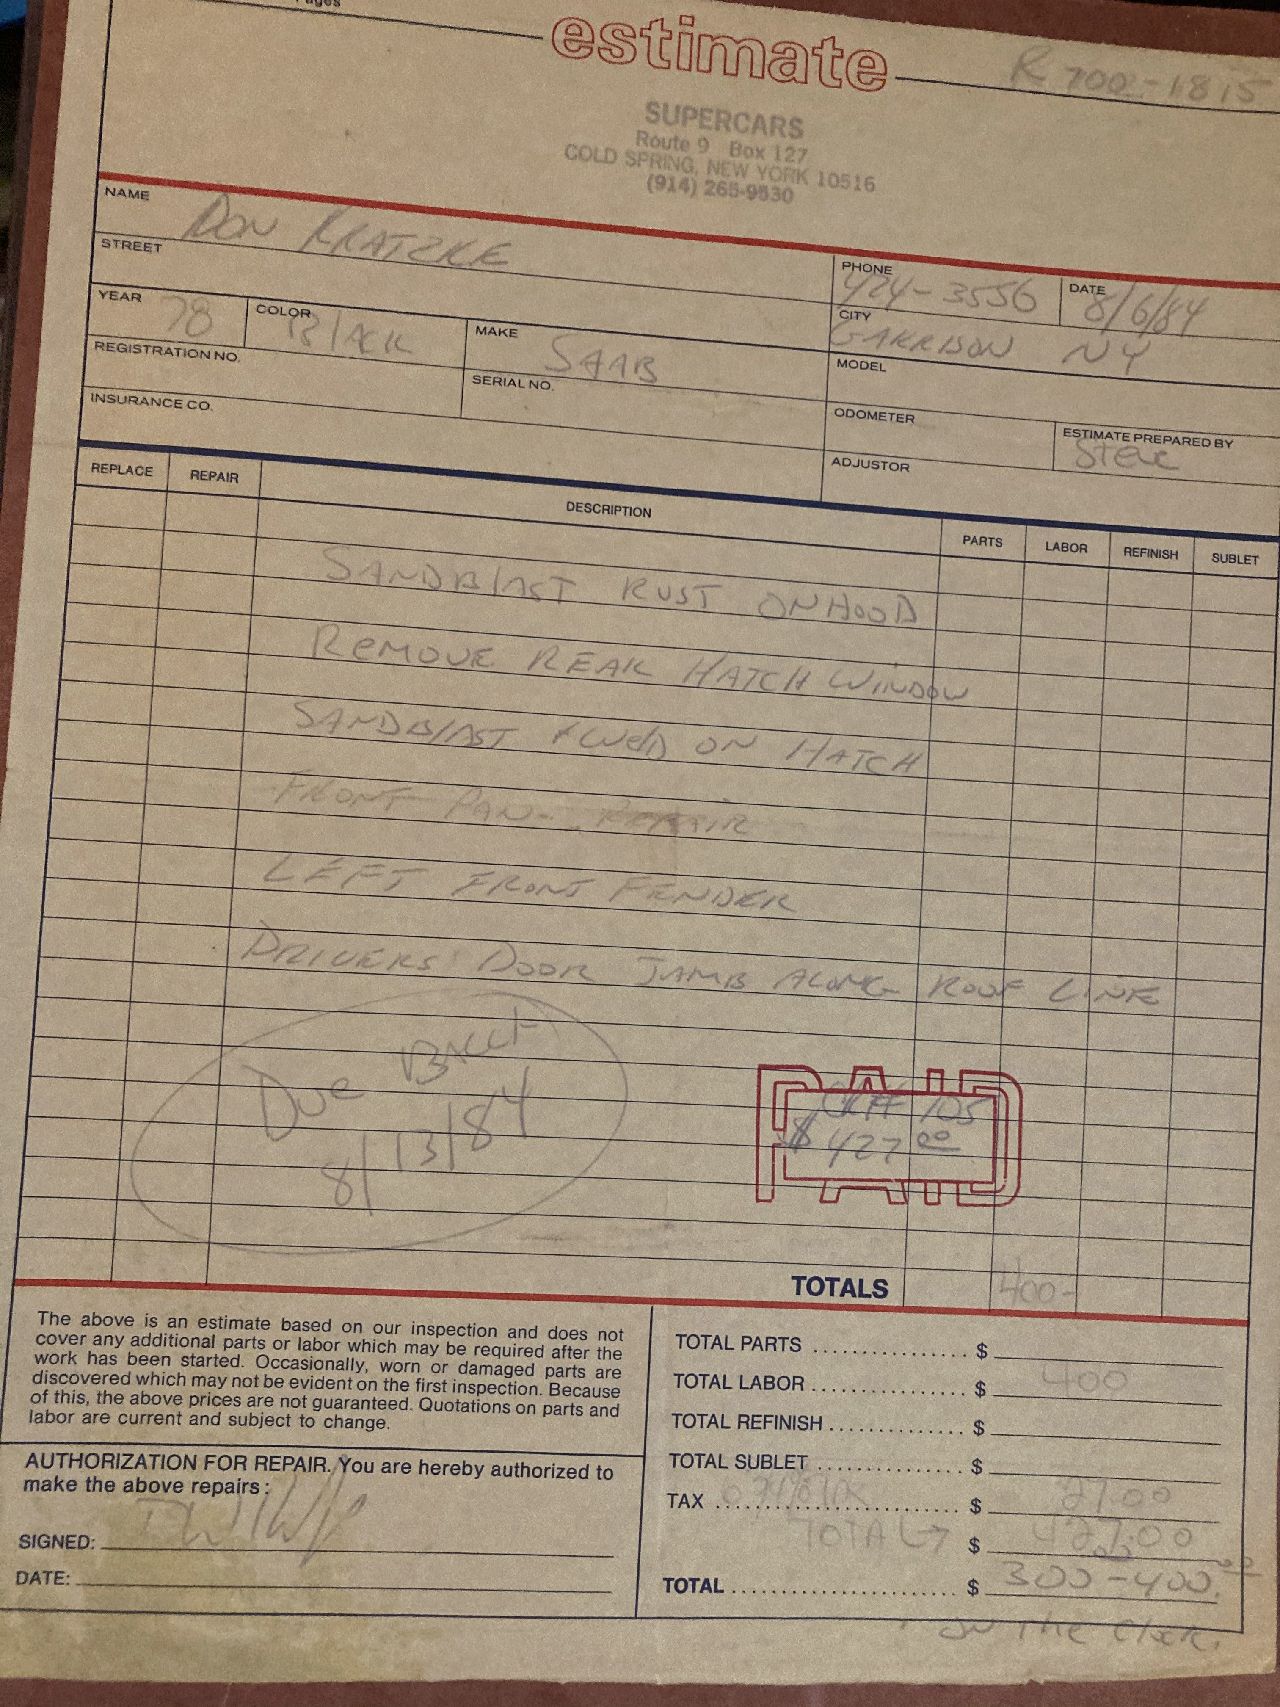 Pages
estimate
R 700-1815
SUPERCARS
Route 9 Box 127
COLD SPRING, NEW YORK 10516
(914) 265-9530
NAME DON KRATZKE
STREET
PHONE 424-3556
DATE 8/6/84
YEAR 78
COLOR BLACK
MAKE SAAB
CITY GARRISON NY
REGISTRATION NO.
SERIAL NO.
MODEL
INSURANCE CO.
ODOMETER
ESTIMATE PREPARED BY Steve
ADJUSTOR
REPLACE REPAIR DESCRIPTION PARTS LABOR REFINISH SUBLET
SANDBLAST RUST ON HOOD
REMOVE REAR HATCH WINDOW
SANDBLAST & WELD ON HATCH
FRONT PAN REPAIR
LEFT FRONT FENDER
DRIVERS DOOR JAMB ALONG ROOF LINE
Due
8/13/84
PAID
105
$427.00
TOTALS 400-
The above is an estimate based on our inspection and does not
cover any additional parts or labor which may be required after the
work has been started. Occasionally, worn or damaged parts are
discovered which may not be evident on the first inspection. Because
of this, the above prices are not guaranteed. Quotations on parts and
labor are current and subject to change.
AUTHORIZATION FOR REPAIR. You are hereby authorized to
make the above repairs:
SIGNED:
DATE:
TOTAL PARTS $
TOTAL LABOR $ 400
TOTAL REFINISH $
TOTAL SUBLET $
TAX $ 27.00
TOTAL → $ 427.00
TOTAL $ 300-400.00
on The Clock.